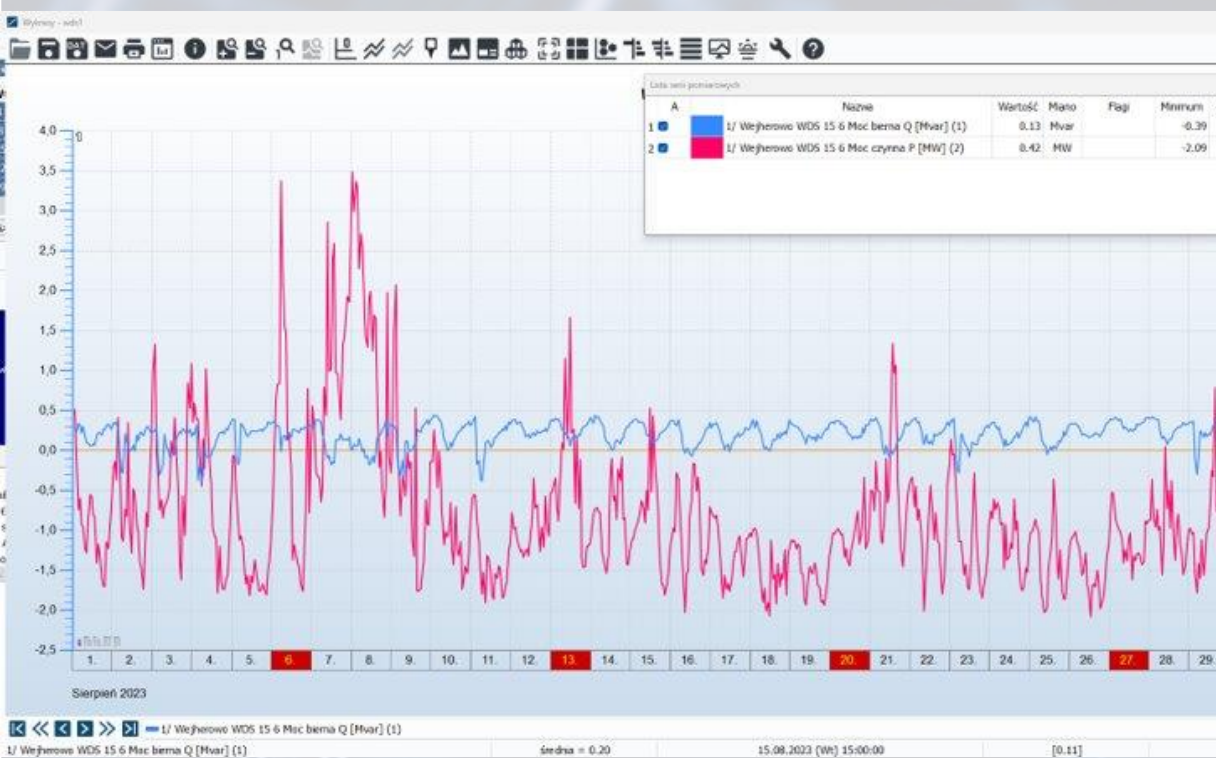 Wykresy - wds1
Lista serii pomiarowych
A Nazwa Wartość Miano Flagi Minimum
1 1/ Wejherowo WDS 15 6 Moc bierna Q [Mvar] (1) 0.13 Mvar -0.39
2 1/ Wejherowo WDS 15 6 Moc czynna P [MW] (2) 0.42 MW -2.09
4,0
3,5
3,0
2,5
2,0
1,5
1,0
0,5
0,0
-0,5
-1,0
-1,5
-2,0
-2,5
1. 2. 3. 4. 5. 6. 7. 8. 9. 10. 11. 12. 13. 14. 15. 16. 17. 18. 19. 20. 21. 22. 23. 24. 25. 26. 27. 28. 29.
Sierpień 2023
1/ Wejherowo WDS 15 6 Moc bierna Q [Mvar] (1)
1/ Wejherowo WDS 15 6 Moc bierna Q [Mvar] (1) średnia = 0.20 15.08.2023 (Wt) 15:00:00 [0.11]